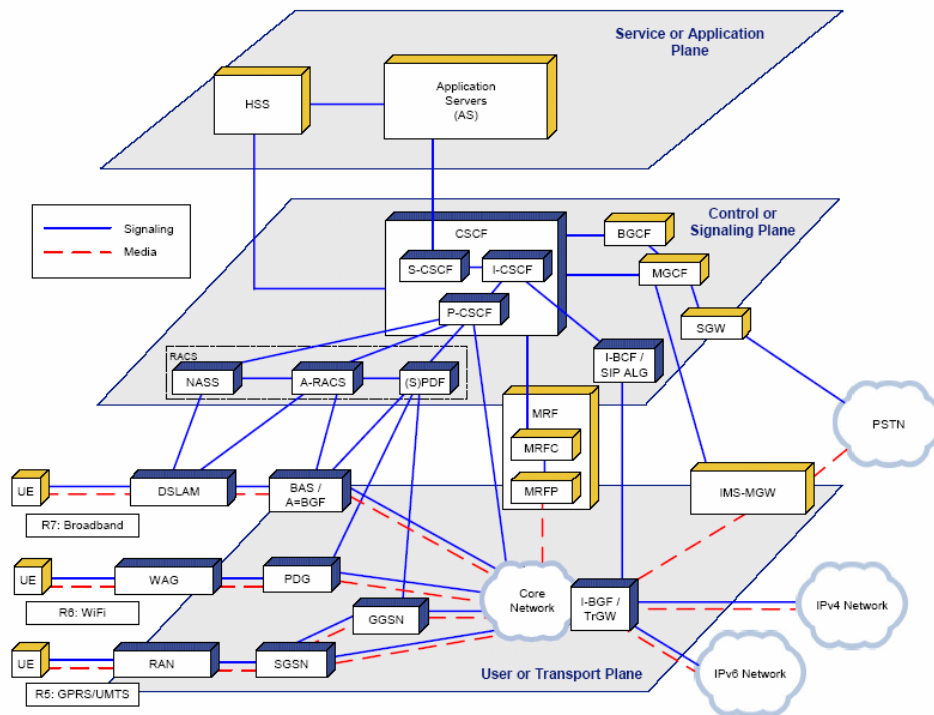 Service or Application
Plane
HSS
Application
Servers
(AS)
Signaling
Media
Control or
Signaling Plane
CSCF
BGCF
S-CSCF
I-CSCF
MGCF
P-CSCF
SGW
RACS
NASS
A-RACS
(S)PDF
I-BCF /
SIP ALG
MRF
PSTN
MRFC
MRFP
UE
DSLAM
BAS /
A=BGF
IMS-MGW
R7: Broadband
UE
WAG
PDG
Core
Network
I-BGF /
TrGW
IPv4 Network
R6: WiFi
GGSN
UE
RAN
SGSN
User or Transport Plane
IPv6 Network
R5: GPRS/UMTS